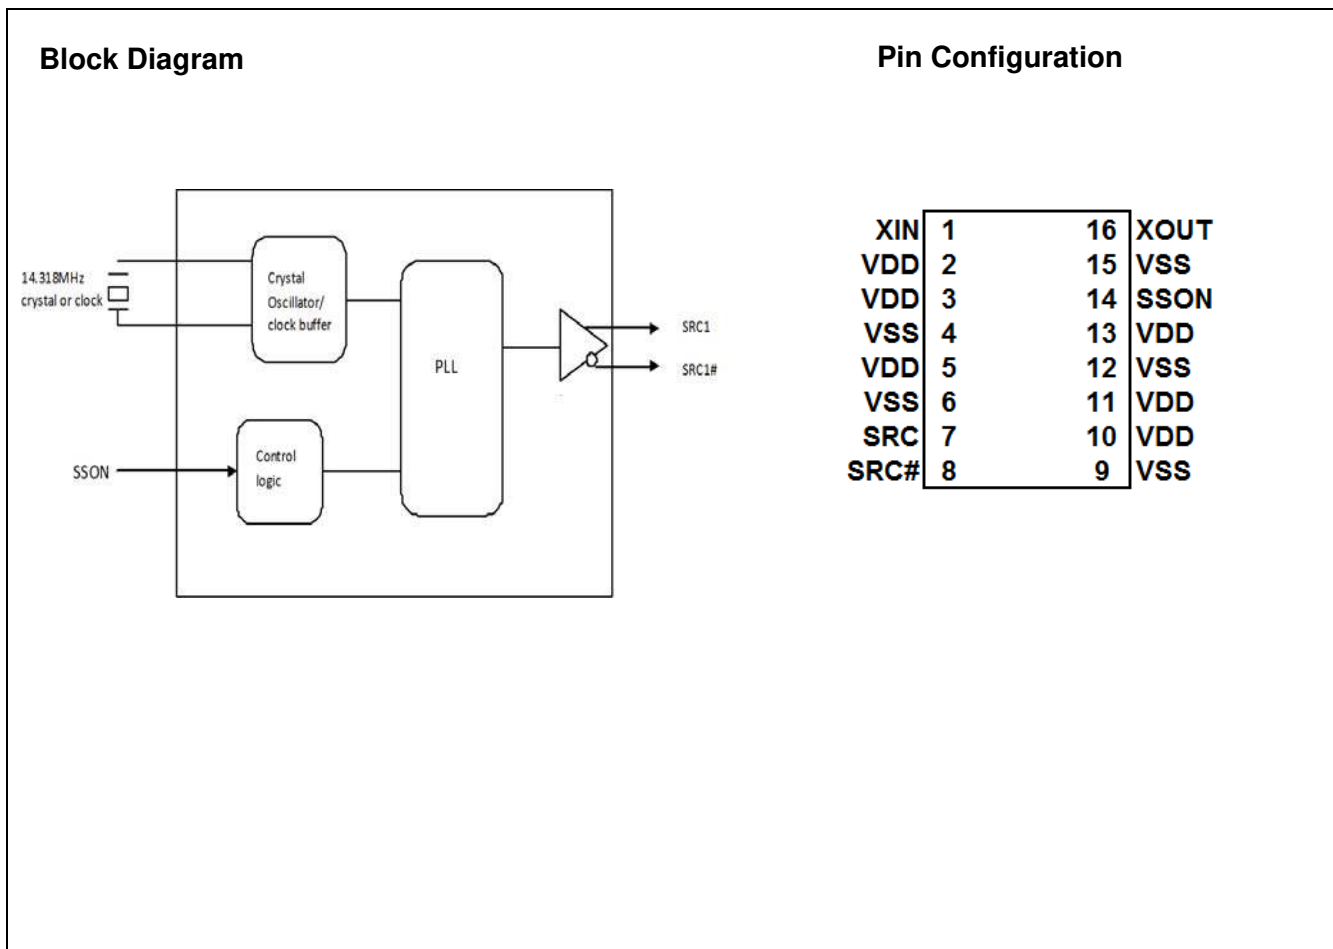 Block Diagram
Pin Configuration
14.318MHz
crystal or clock
Crystal
Oscillator/
clock buffer
PLL
SRC1
SRC1#
SSON
Control
logic
XIN 1 16 XOUT
VDD 2 15 VSS
VDD 3 14 SSON
VSS 4 13 VDD
VDD 5 12 VSS
VSS 6 11 VDD
SRC 7 10 VDD
SRC# 8 9 VSS